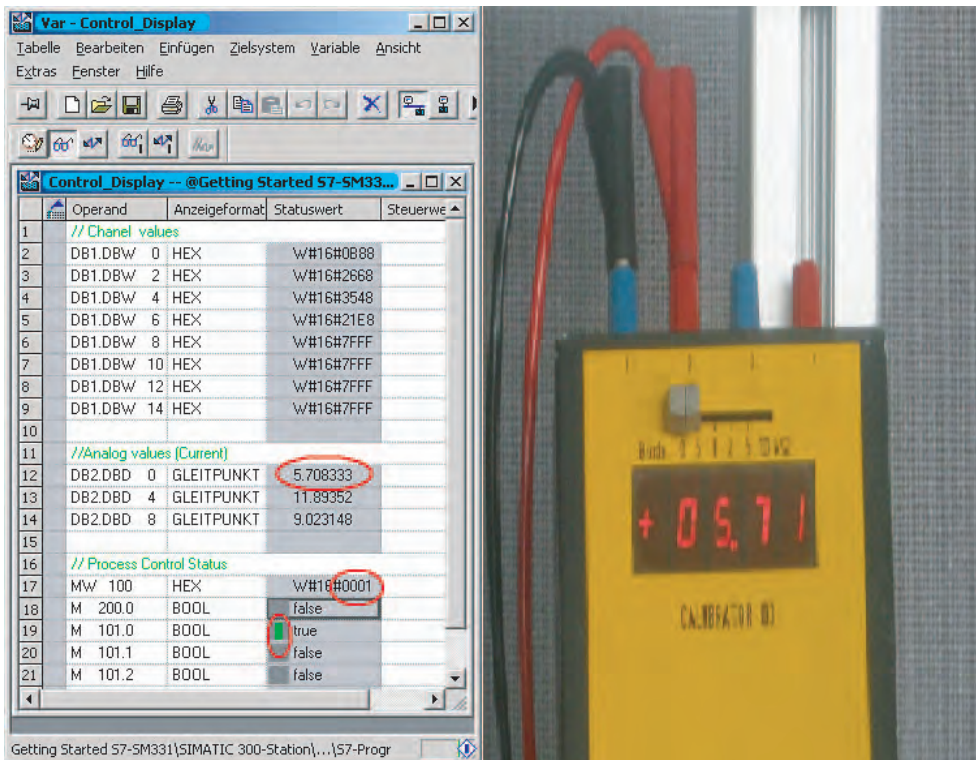 Var - Control_Display
Tabelle Bearbeiten Einfügen Zielsystem Variable Ansicht
Extras Fenster Hilfe
Control_Display -- @Getting Started S7-SM33...
Operand Anzeigeformat Statuswert Steuerwe
1 // Chanel values
2 DB1.DBW 0 HEX W#16#0B88
3 DB1.DBW 2 HEX W#16#2668
4 DB1.DBW 4 HEX W#16#3548
5 DB1.DBW 6 HEX W#16#21E8
6 DB1.DBW 8 HEX W#16#7FFF
7 DB1.DBW 10 HEX W#16#7FFF
8 DB1.DBW 12 HEX W#16#7FFF
9 DB1.DBW 14 HEX W#16#7FFF
10
11 //Analog values (Current)
12 DB2.DBD 0 GLEITPUNKT 5.708333
13 DB2.DBD 4 GLEITPUNKT 11.89352
14 DB2.DBD 8 GLEITPUNKT 9.023148
15
16 // Process Control Status
17 MW 100 HEX W#16#0001
18 M 200.0 BOOL false
19 M 101.0 BOOL true
20 M 101.1 BOOL false
21 M 101.2 BOOL false
Getting Started S7-SM331\SIMATIC 300-Station\...\S7-Progr
+ 05.71
CALIBRATOR